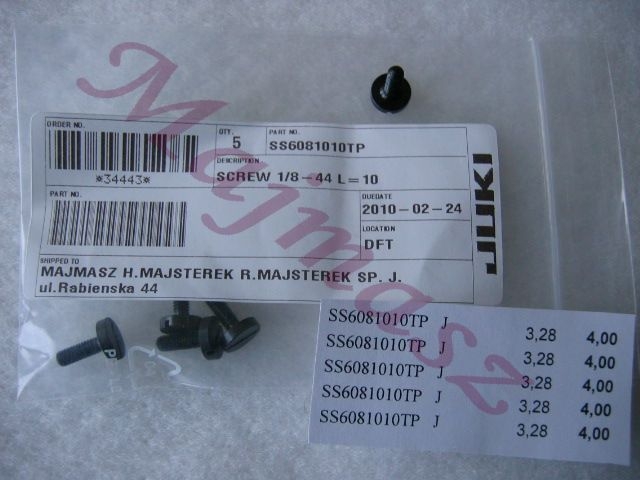 ORDER NO.
*34443*
QTY.
5
PART NO.
SS6081010TP
DESCRIPTION
SCREW 1/8-44 L=10
PART NO.
DUEDATE
2010-02-24
LOCATION
DFT
JUKI
SHIPPED TO
MAJMASZ H.MAJSTEREK R.MAJSTEREK SP. J.
ul.Rabienska 44
Majmasz
SS6081010TP J 3,28 4,00
SS6081010TP J 3,28 4,00
SS6081010TP J 3,28 4,00
SS6081010TP J 3,28 4,00
SS6081010TP J 3,28 4,00